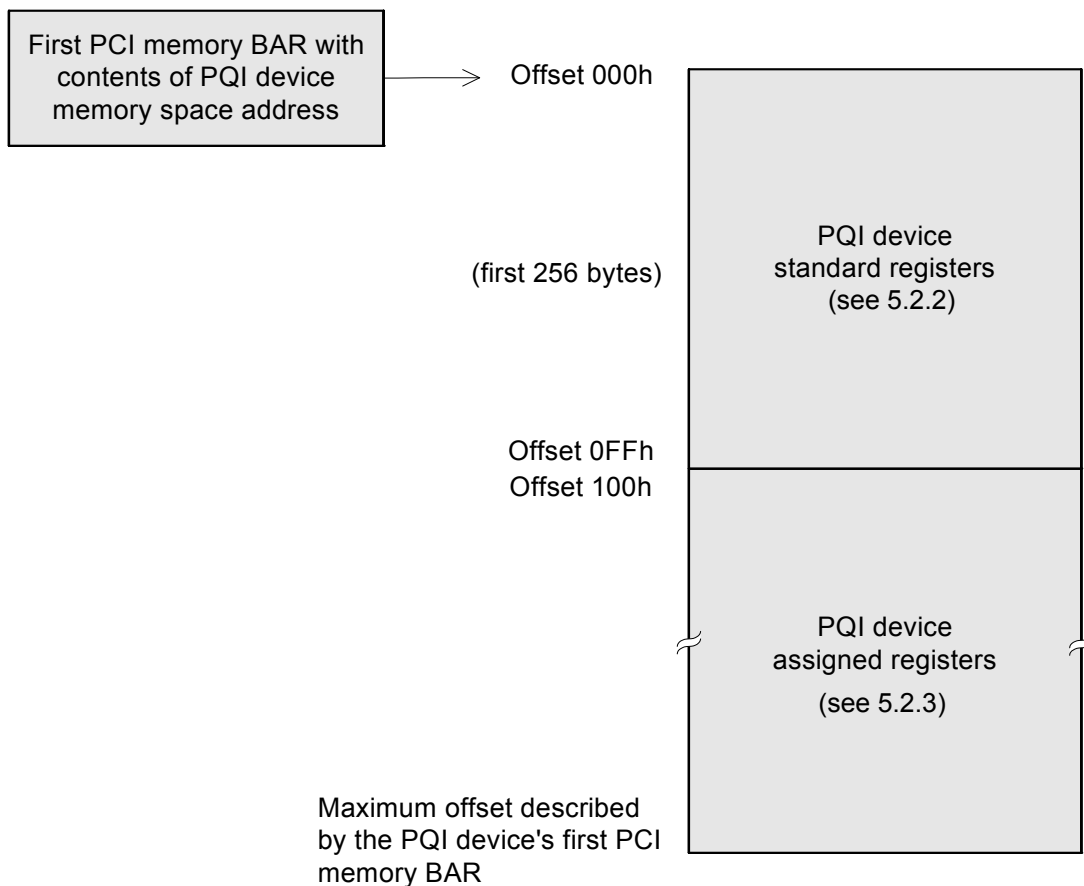 First PCI memory BAR with
contents of PQI device
memory space address
Offset 000h
(first 256 bytes)
PQI device
standard registers
(see 5.2.2)
Offset 0FFh
Offset 100h
PQI device
assigned registers
(see 5.2.3)
Maximum offset described
by the PQI device's first PCI
memory BAR